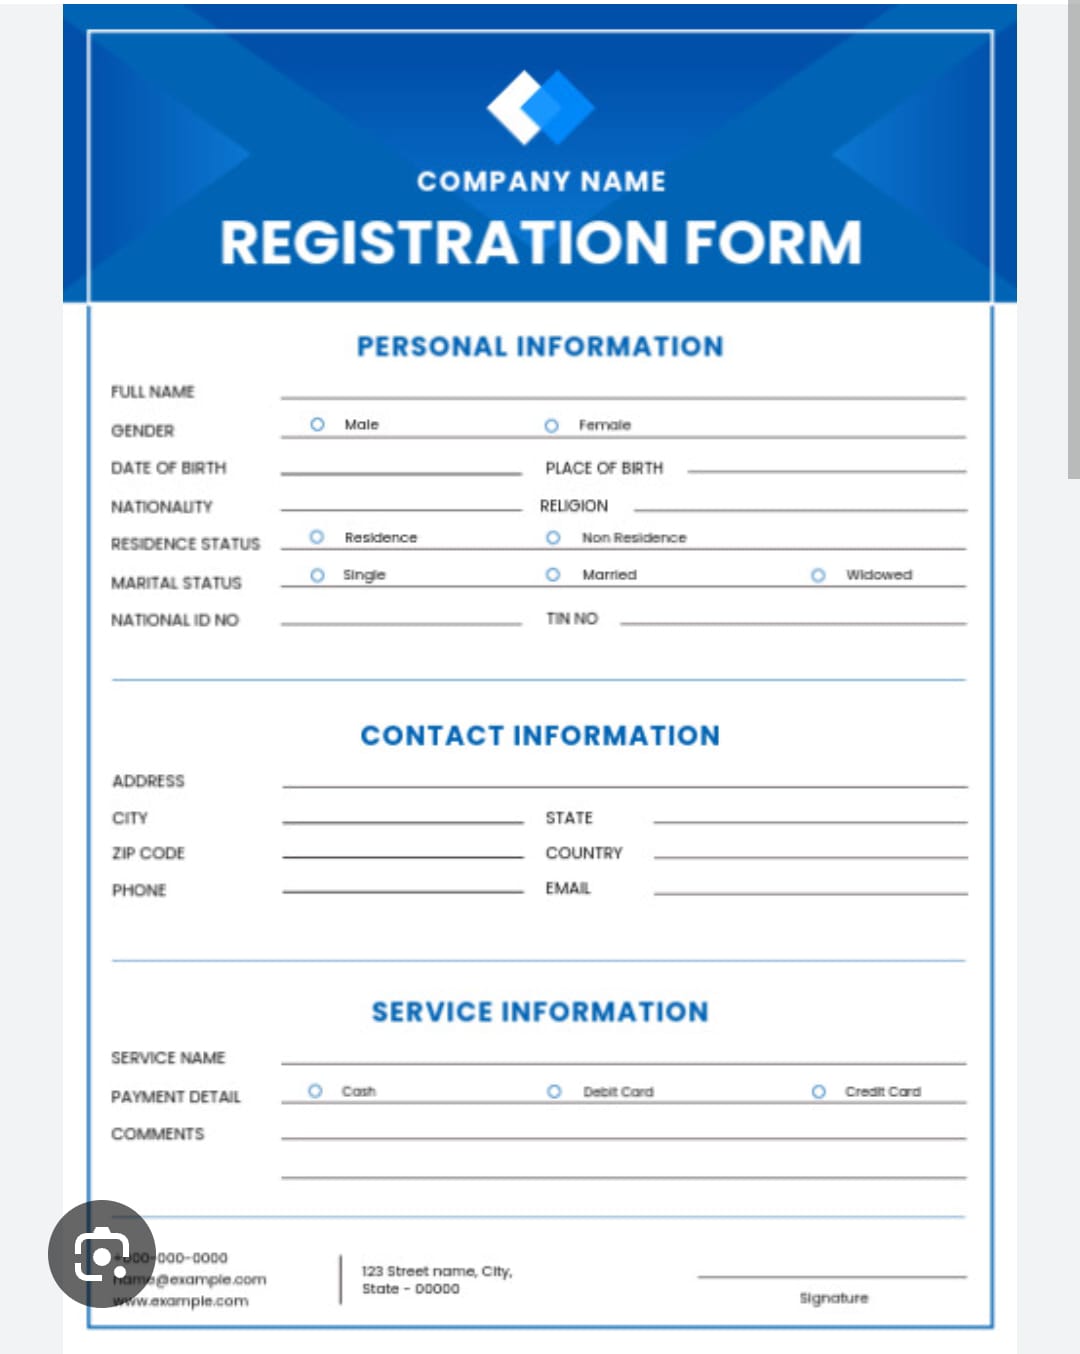 COMPANY NAME
REGISTRATION FORM
PERSONAL INFORMATION
FULL NAME
GENDER Male Female
DATE OF BIRTH PLACE OF BIRTH
NATIONALITY RELIGION
RESIDENCE STATUS Residence Non Residence
MARITAL STATUS Single Married Widowed
NATIONAL ID NO TIN NO
CONTACT INFORMATION
ADDRESS
CITY STATE
ZIP CODE COUNTRY
PHONE EMAIL
SERVICE INFORMATION
SERVICE NAME
PAYMENT DETAIL Cash Debit Card Credit Card
COMMENTS
+000-000-0000
name@example.com
www.example.com
123 Street name, City,
State - 00000
Signature